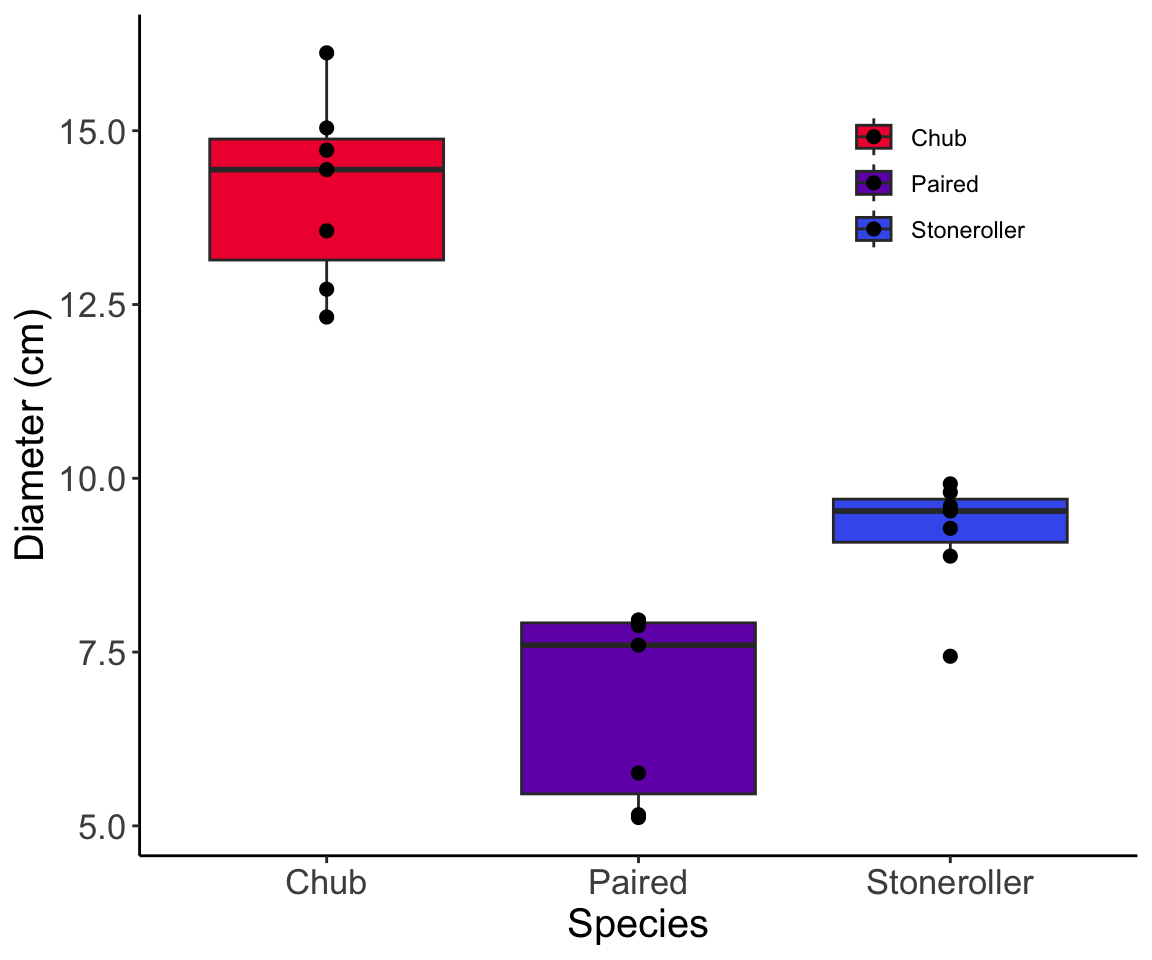 Diameter (cm)
15.0
12.5
10.0
7.5
5.0
Chub
Paired
Stoneroller
Chub
Paired
Stoneroller
Species